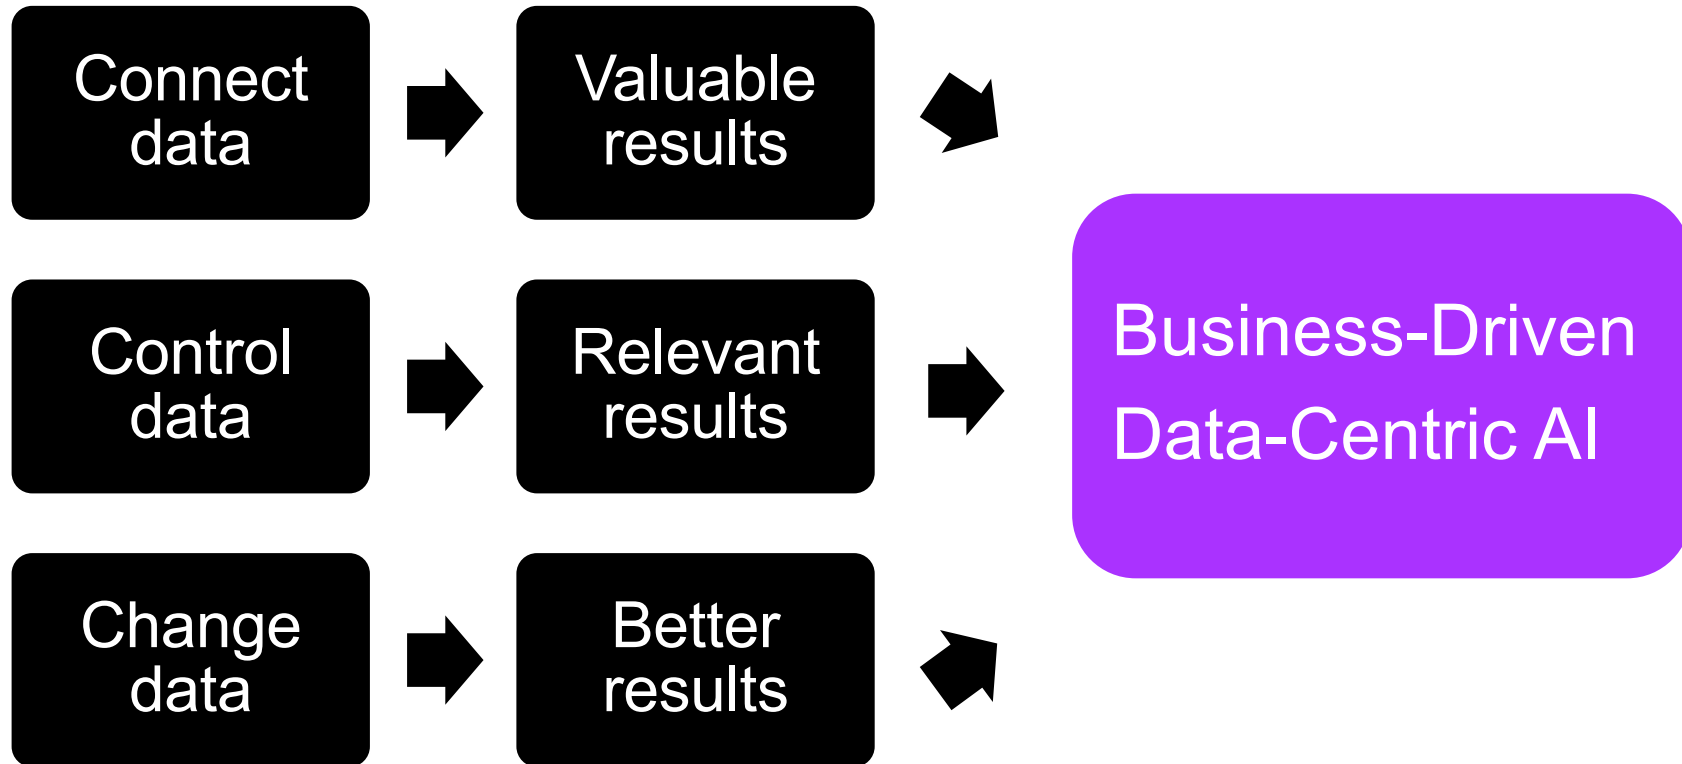 Connect
data
Valuable
results
Control
data
Relevant
results
Change
data
Better
results
Business-Driven
Data-Centric AI